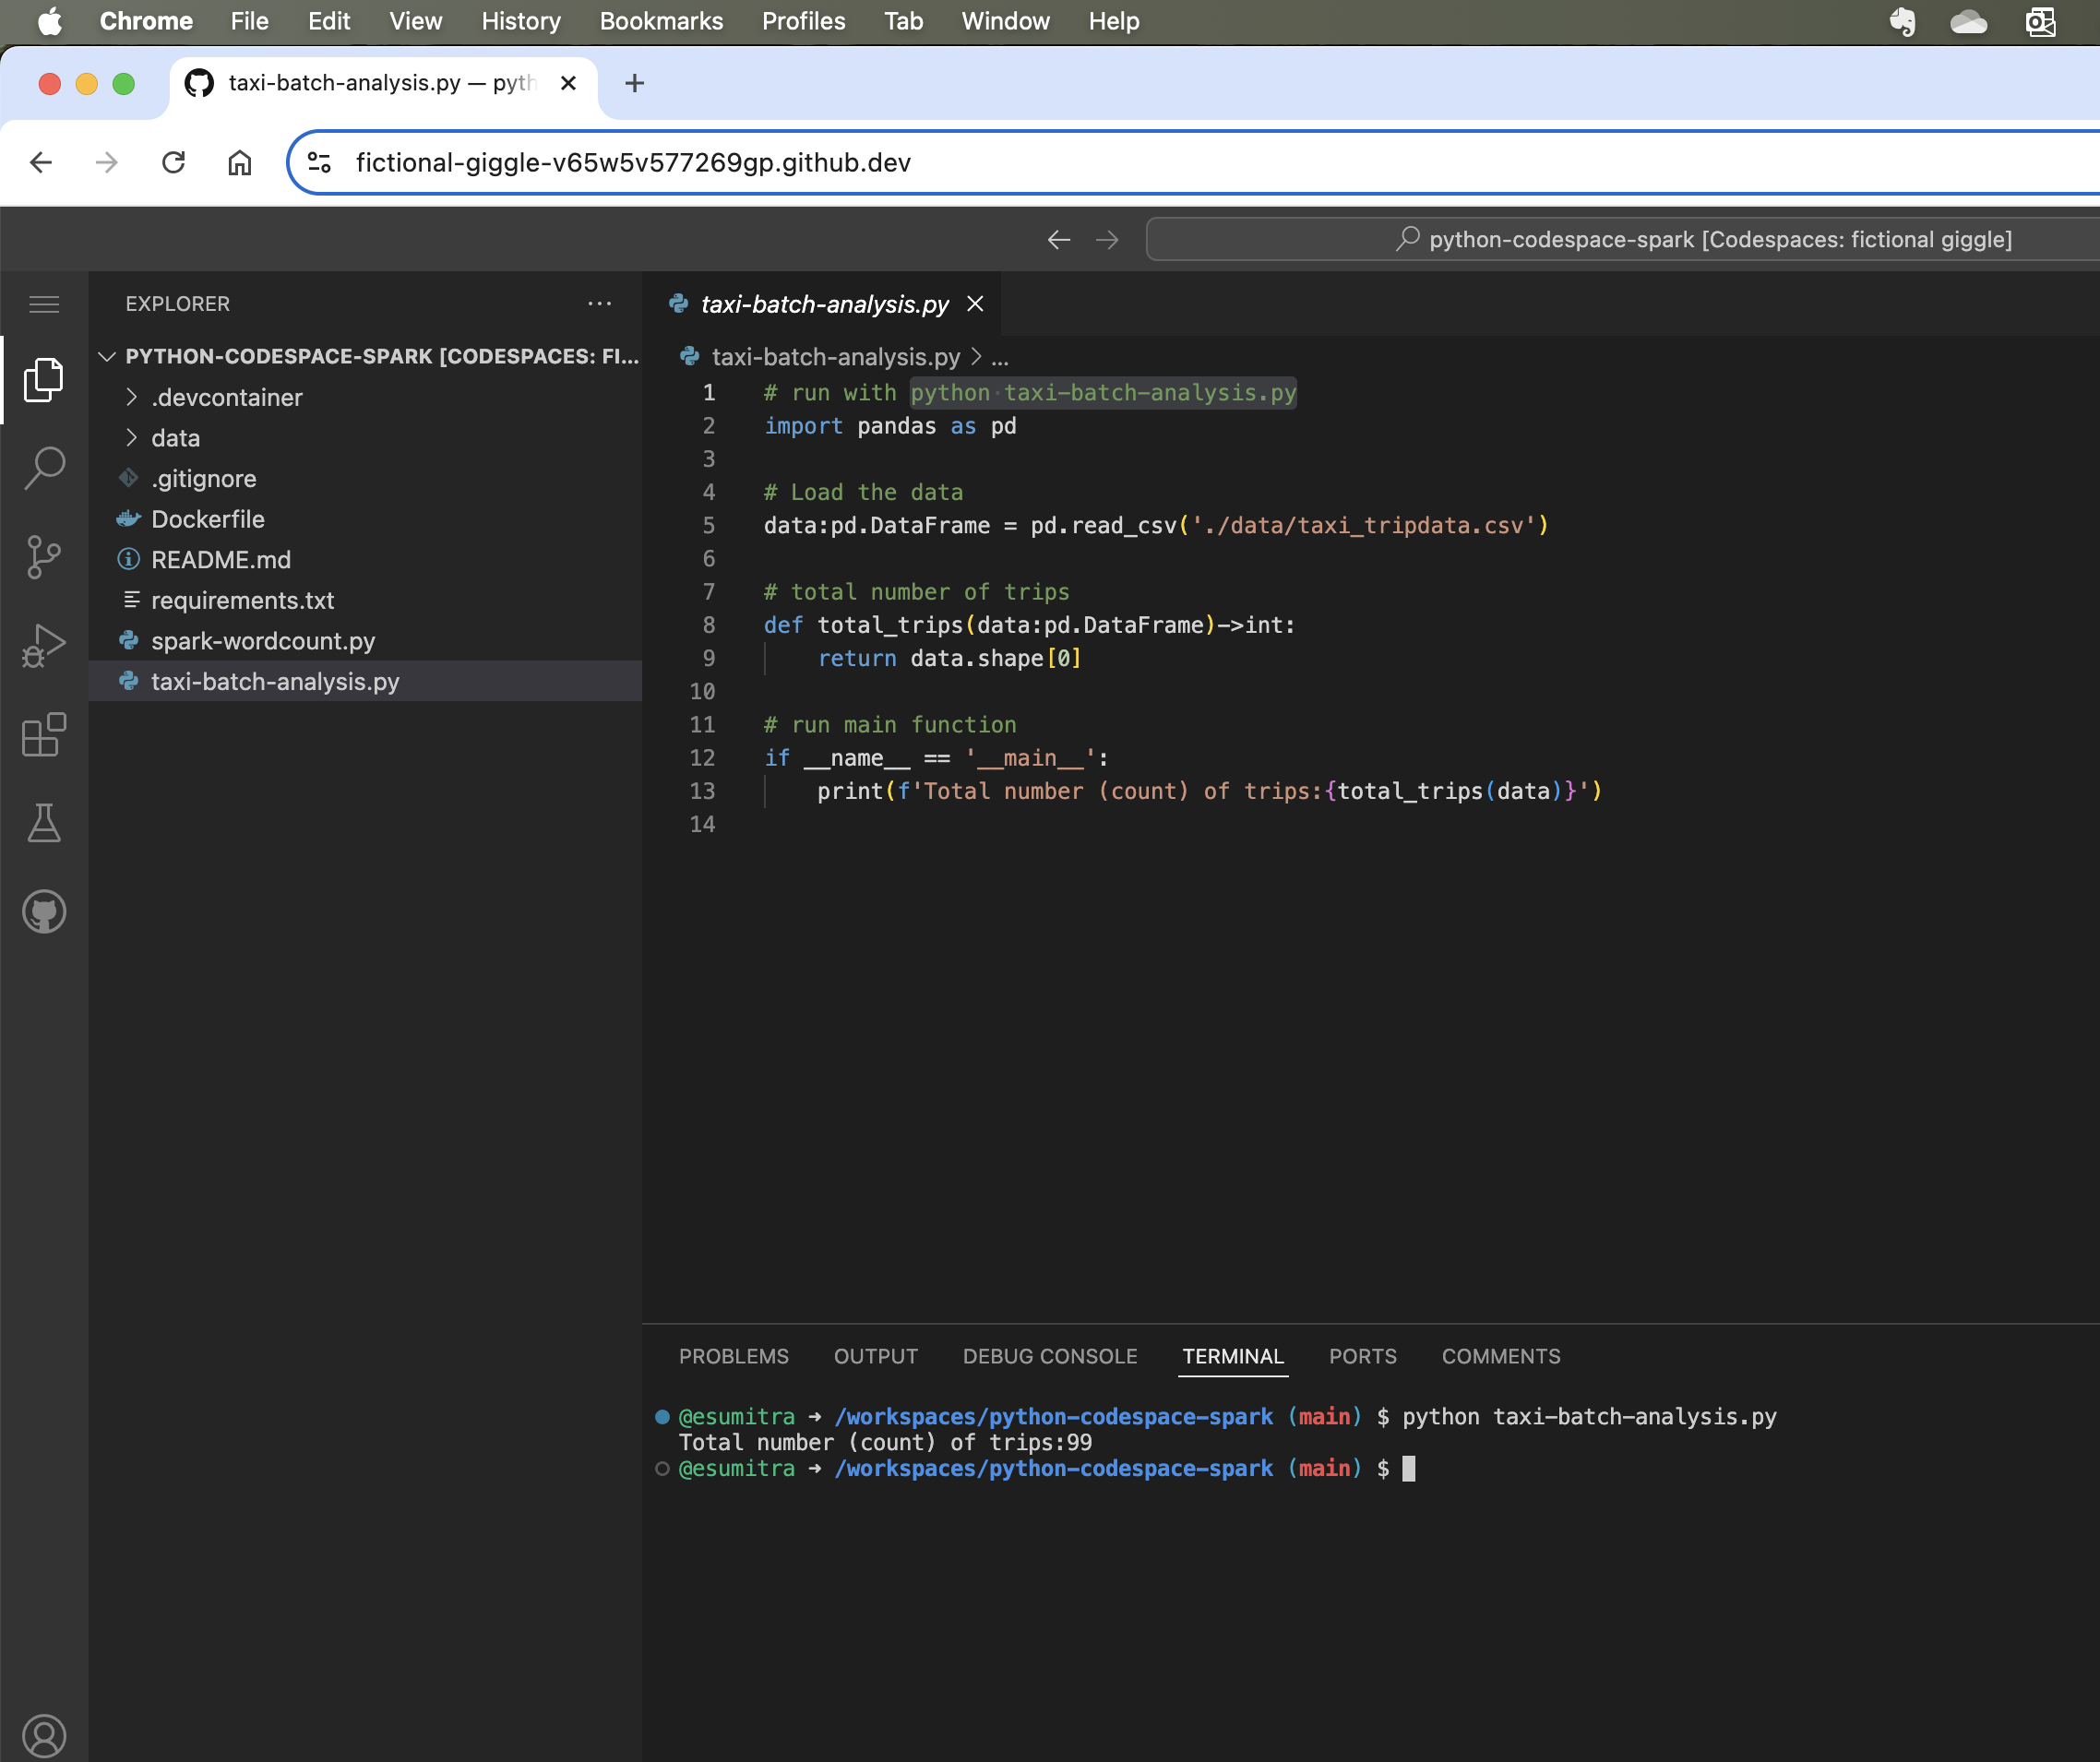 Chrome File Edit View History Bookmarks Profiles Tab Window Help
taxi-batch-analysis.py — pyth
fictional-giggle-v65w5v577269gp.github.dev
python-codespace-spark [Codespaces: fictional giggle]
EXPLORER
PYTHON-CODESPACE-SPARK [CODESPACES: FI...
.devcontainer
data
.gitignore
Dockerfile
README.md
requirements.txt
spark-wordcount.py
taxi-batch-analysis.py
taxi-batch-analysis.py
taxi-batch-analysis.py > ...
1 # run with python taxi-batch-analysis.py
2 import pandas as pd
3
4 # Load the data
5 data:pd.DataFrame = pd.read_csv('./data/taxi_tripdata.csv')
6
7 # total number of trips
8 def total_trips(data:pd.DataFrame)->int:
9     return data.shape[0]
10
11 # run main function
12 if __name__ == '__main__':
13     print(f'Total number (count) of trips:{total_trips(data)}')
14
PROBLEMS OUTPUT DEBUG CONSOLE TERMINAL PORTS COMMENTS
@esumitra ➜ /workspaces/python-codespace-spark (main) $ python taxi-batch-analysis.py
Total number (count) of trips:99
@esumitra ➜ /workspaces/python-codespace-spark (main) $